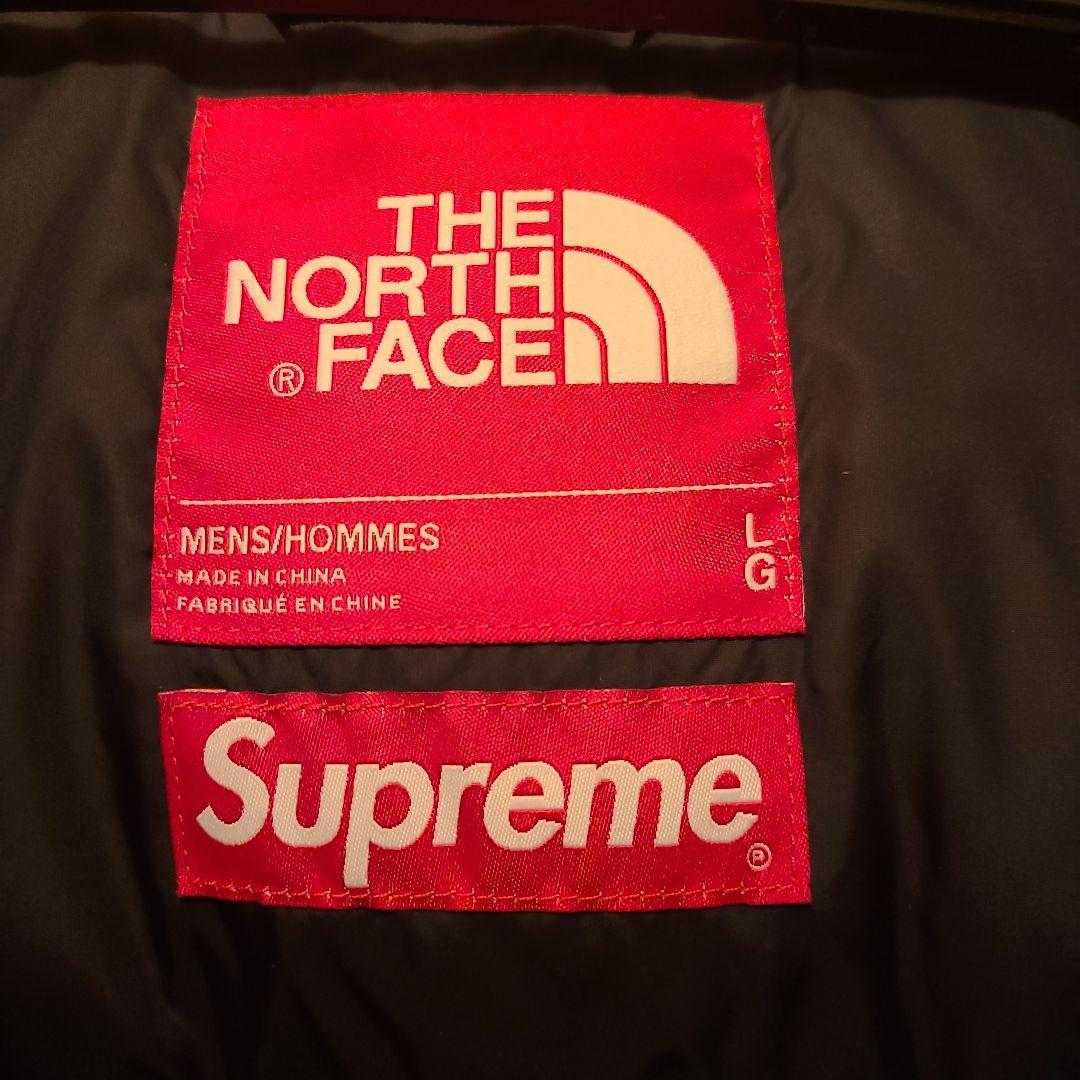 THE
NORTH
FACE
®
MENS/HOMMES
MADE IN CHINA
FABRIQUÉ EN CHINE
L
G
Supreme
®